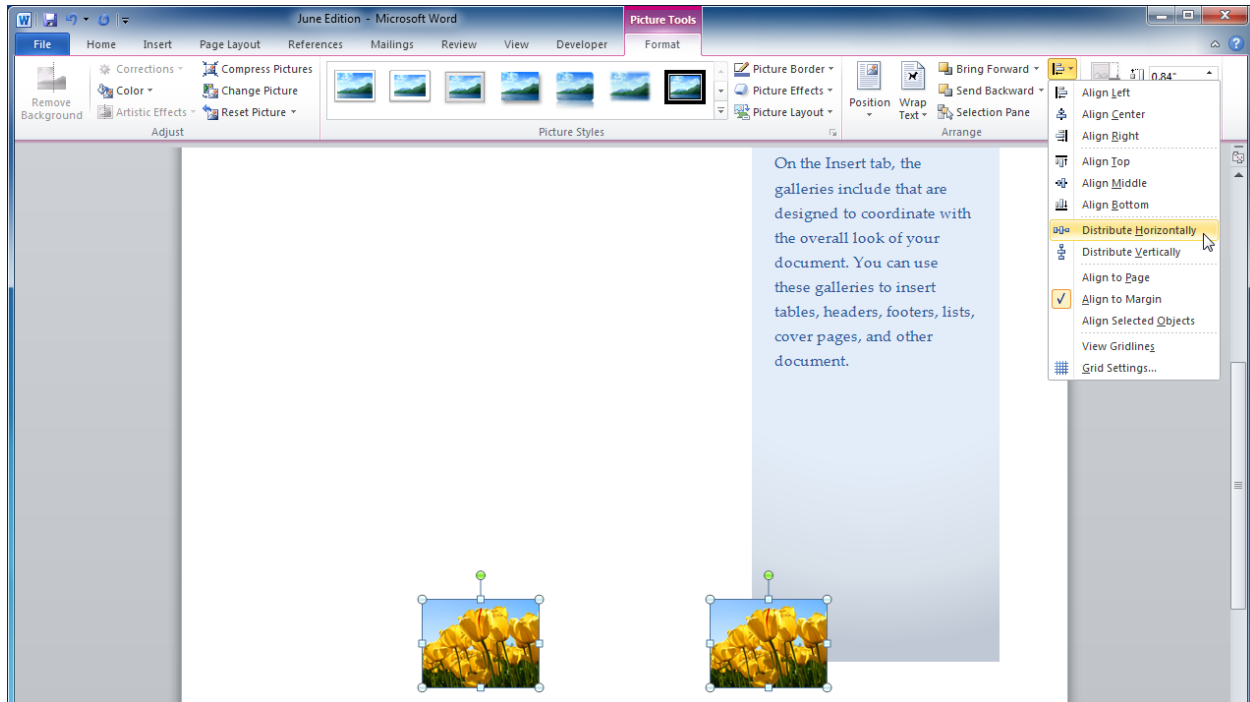 June Edition - Microsoft Word
Picture Tools
File Home Insert Page Layout References Mailings Review View Developer Format
Remove Background
Corrections
Color
Artistic Effects
Compress Pictures
Change Picture
Reset Picture
Adjust
Picture Styles
Picture Border
Picture Effects
Picture Layout
Position
Wrap Text
Bring Forward
Send Backward
Selection Pane
Arrange
0.84"
Align Left
Align Center
Align Right
Align Top
Align Middle
Align Bottom
Distribute Horizontally
Distribute Vertically
Align to Page
Align to Margin
Align Selected Objects
View Gridlines
Grid Settings...
On the Insert tab, the
galleries include that are
designed to coordinate with
the overall look of your
document. You can use
these galleries to insert
tables, headers, footers, lists,
cover pages, and other
document.